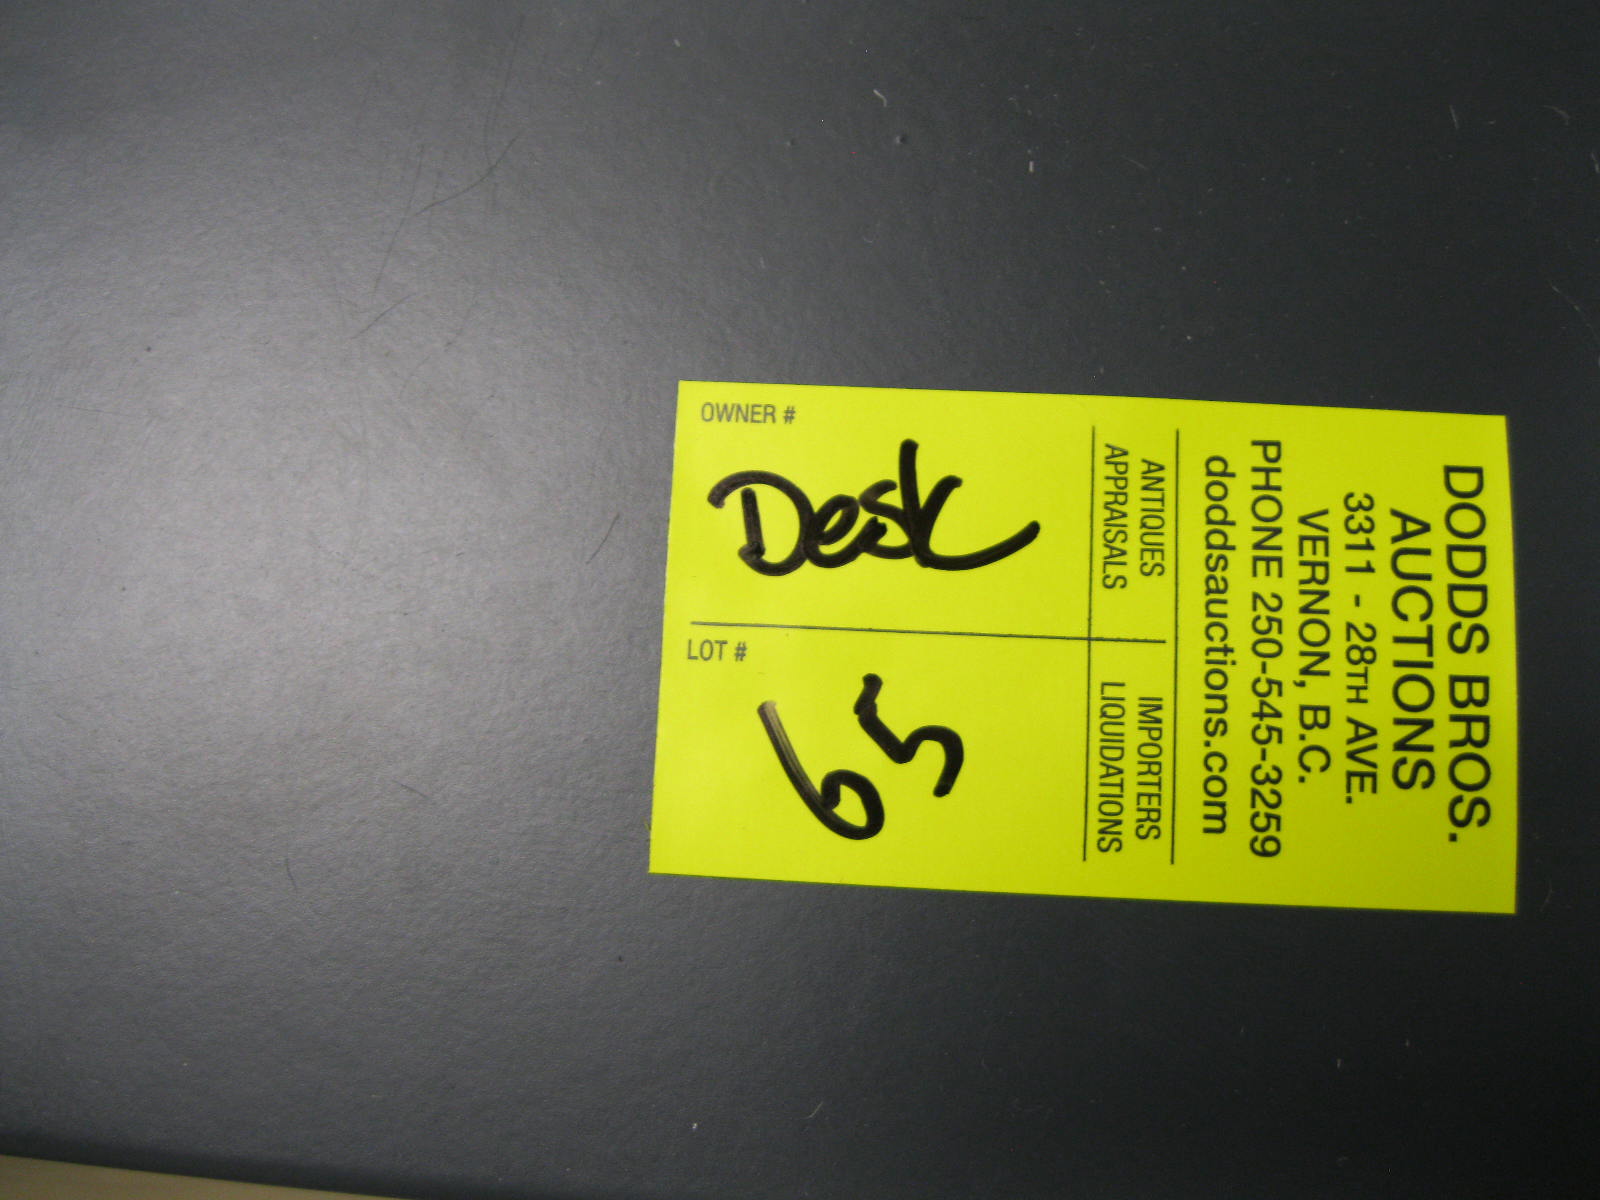 DODDS BROS.
AUCTIONS
3311 - 28TH AVE.
VERNON, B.C.
PHONE 250-545-3259
doddsauctions.com
ANTIQUES
APPRAISALS
IMPORTERS
LIQUIDATIONS
OWNER #
Desk
LOT #
65